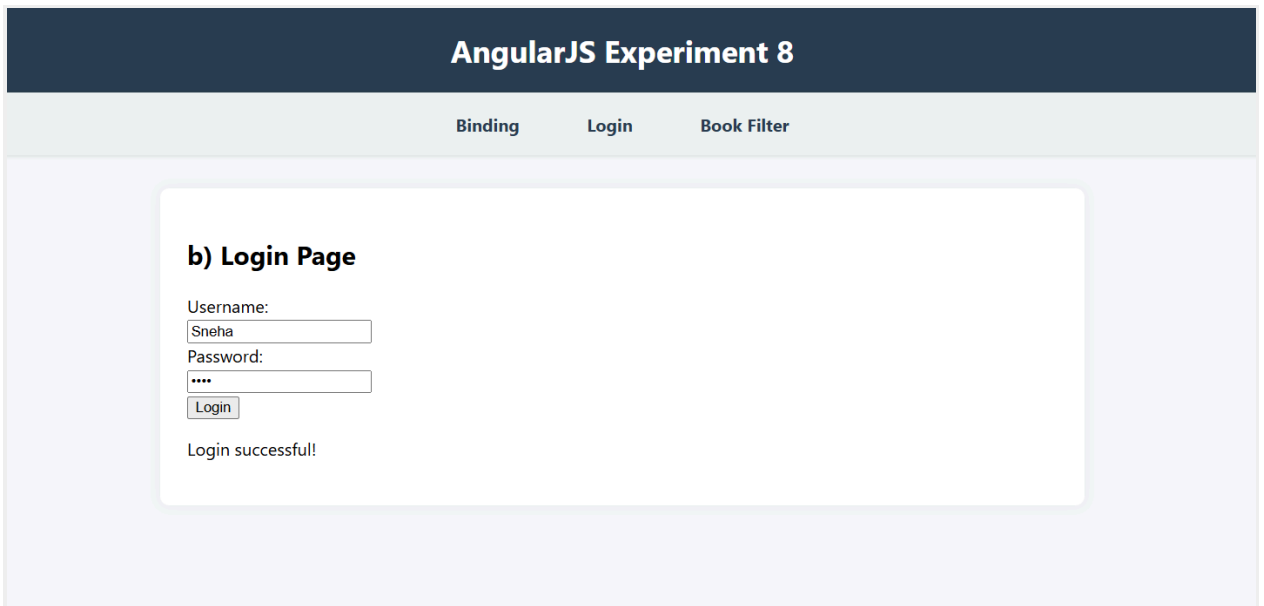 AngularJS Experiment 8
Binding Login Book Filter
b) Login Page
Username:
Sneha
Password:
••••
Login
Login successful!